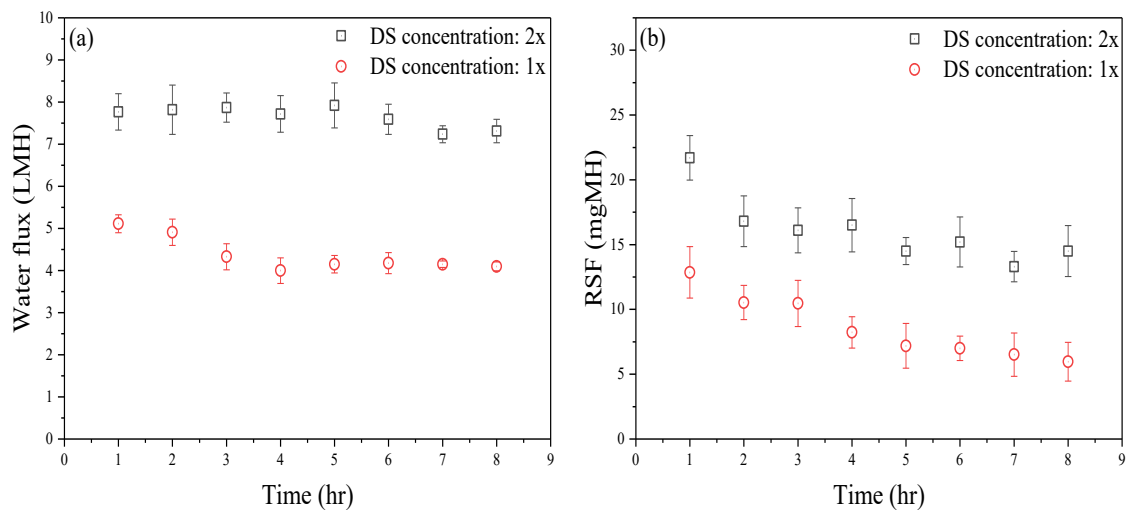 (a)
DS concentration: 2x
DS concentration: 1x
10
9
8
7
6
5
4
3
2
1
0
Water flux (LMH)
0 1 2 3 4 5 6 7 8 9
Time (hr)
(b)
DS concentration: 2x
DS concentration: 1x
30
25
20
15
10
5
0
RSF (mgMH)
0 1 2 3 4 5 6 7 8 9
Time (hr)